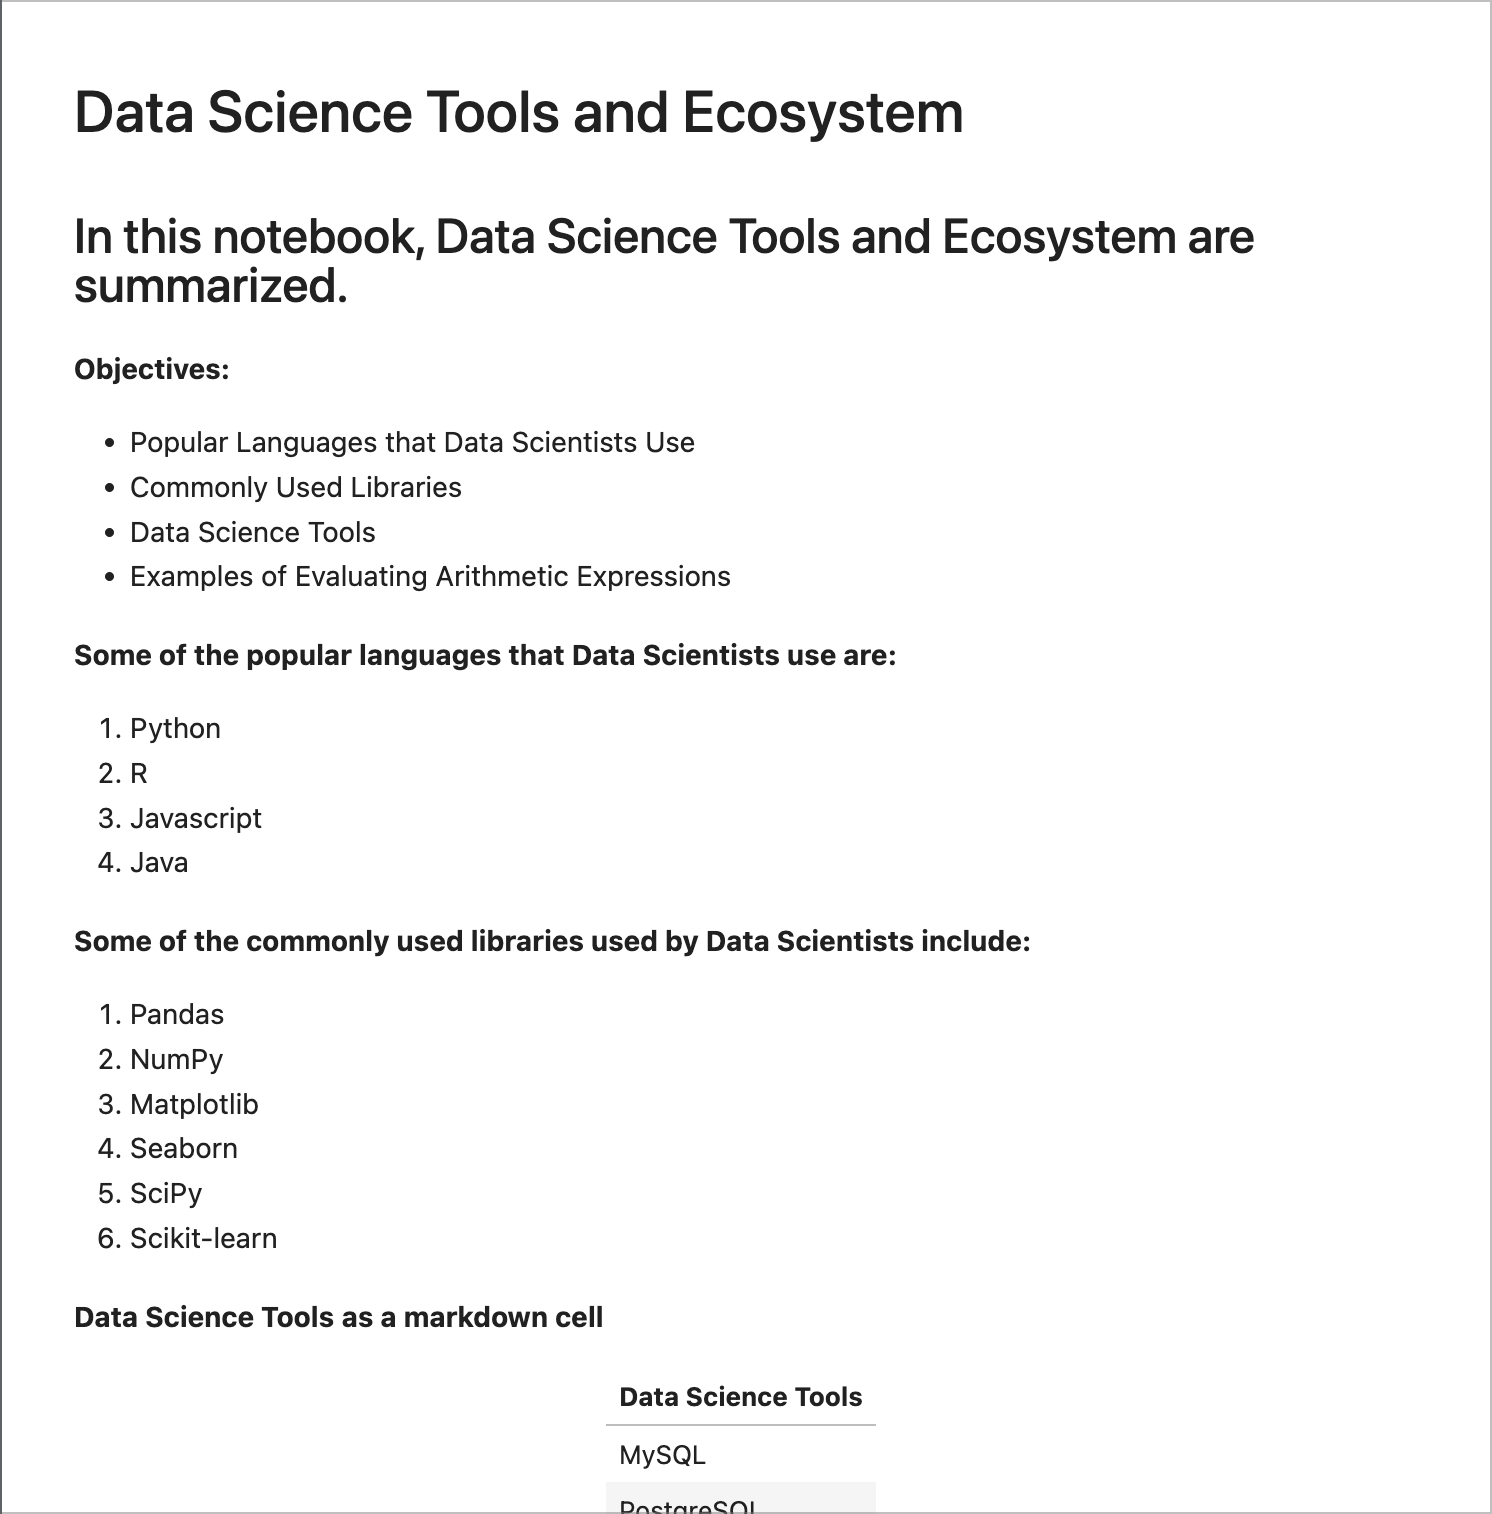 Data Science Tools and Ecosystem
In this notebook, Data Science Tools and Ecosystem are
summarized.
Objectives:
• Popular Languages that Data Scientists Use
• Commonly Used Libraries
• Data Science Tools
• Examples of Evaluating Arithmetic Expressions
Some of the popular languages that Data Scientists use are:
1. Python
2. R
3. Javascript
4. Java
Some of the commonly used libraries used by Data Scientists include:
1. Pandas
2. NumPy
3. Matplotlib
4. Seaborn
5. SciPy
6. Scikit-learn
Data Science Tools as a markdown cell
Data Science Tools
MySQL
PostgreSQL